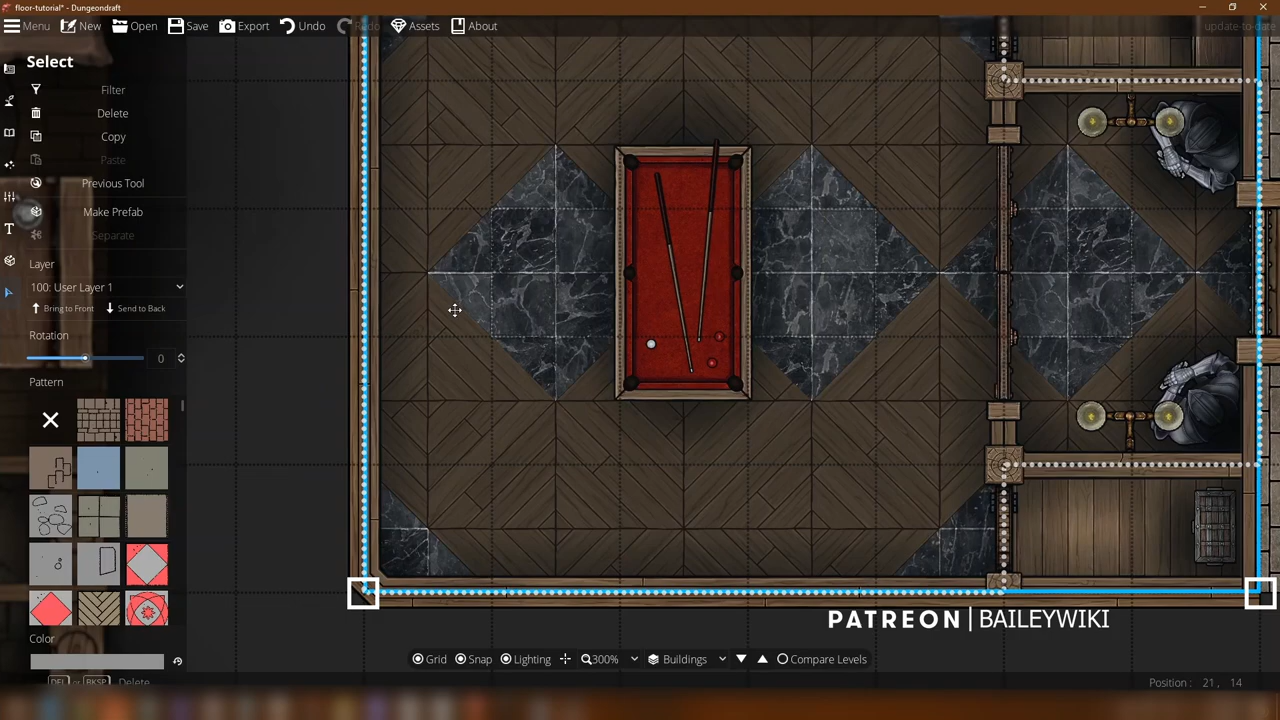 floor-tutorial* - Dungeondraft
Menu New Open Save Export Undo Redo Assets About update-to-date
Select
Filter
Delete
Copy
Paste
Previous Tool
Make Prefab
Separate
Layer
100: User Layer 1
Bring to Front Send to Back
Rotation
0
Pattern
Color
DEL or BKSP Delete
PATREON | BAILEYWIKI
Grid Snap Lighting 300% Buildings Compare Levels
Position : 21 , 14